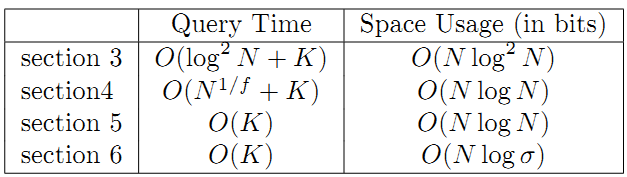 Query Time Space Usage (in bits)
section 3 O(log² N + K) O(N log² N)
section4 O(N^{1/f} + K) O(N log N)
section 5 O(K) O(N log N)
section 6 O(K) O(N log σ)